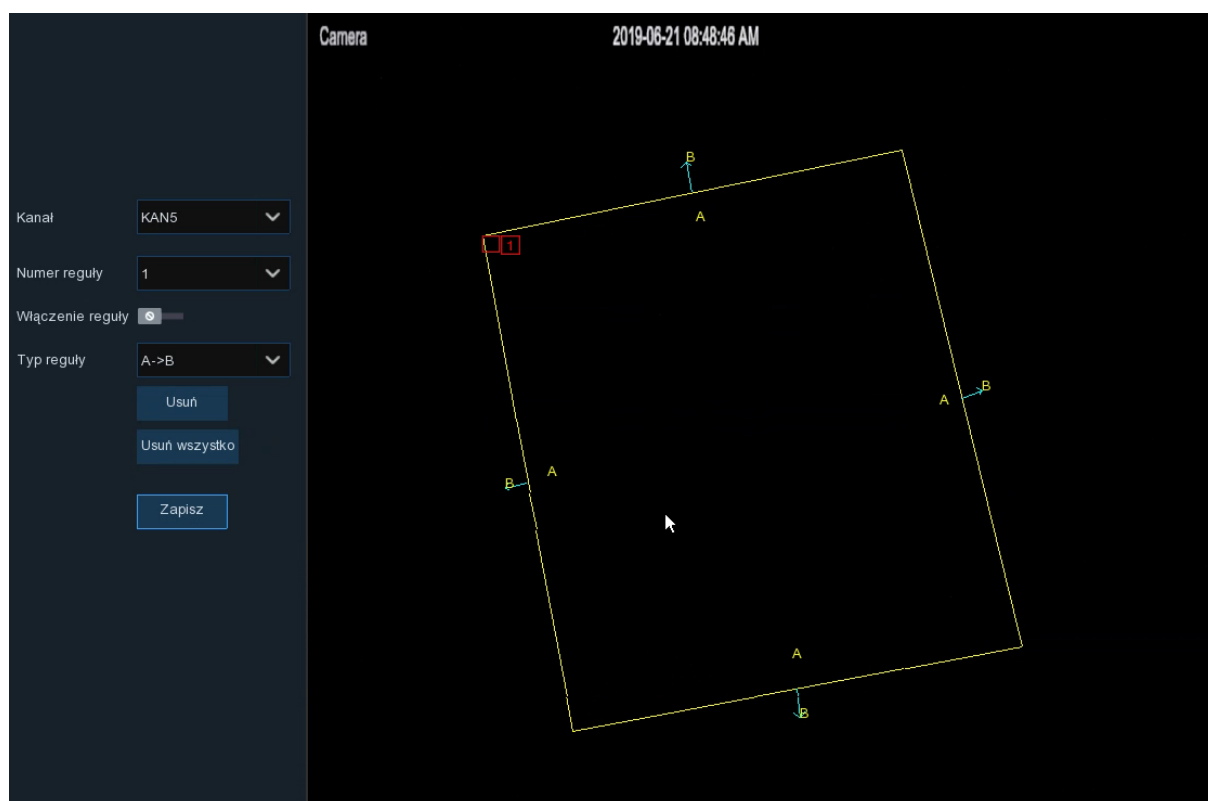 Camera
2019-06-21 08:48:46 AM
Kanał
KAN5
Numer reguły
1
Włączenie reguły
Typ reguły
A->B
Usuń
Usuń wszystko
Zapisz
B
A
1
A
B
B
A
A
B